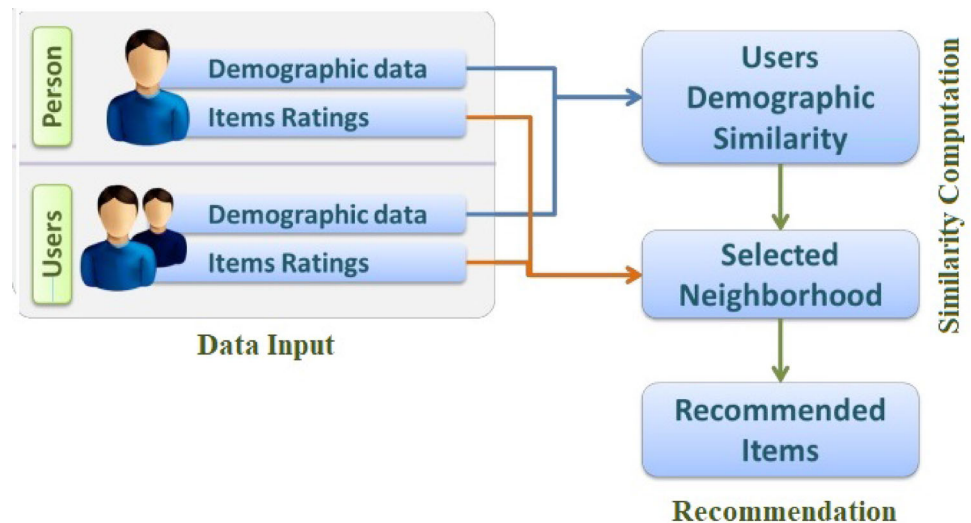 Person
Demographic data
Items Ratings
Users
Demographic data
Items Ratings
Data Input
Users
Demographic
Similarity
Selected
Neighborhood
Recommended
Items
Similarity Computation
Recommendation